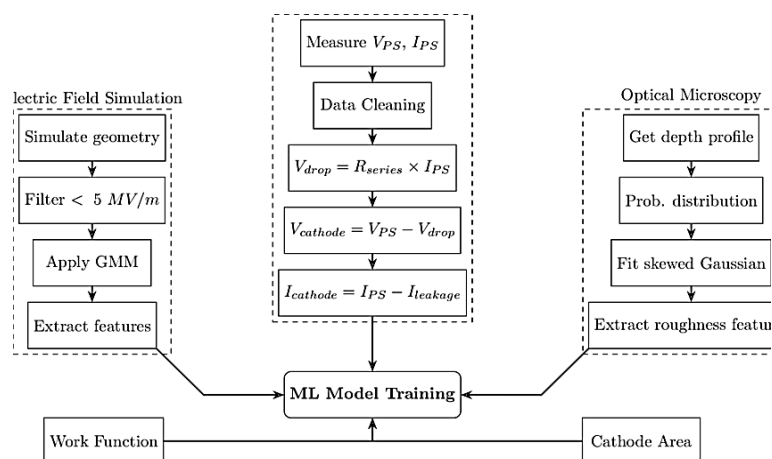 Measure V_PS, I_PS
Data Cleaning
V_drop = R_series × I_PS
V_cathode = V_PS − V_drop
I_cathode = I_PS − I_leakage
lectric Field Simulation
Simulate geometry
Filter < 5 MV/m
Apply GMM
Extract features
Optical Microscopy
Get depth profile
Prob. distribution
Fit skewed Gaussian
Extract roughness featur
ML Model Training
Work Function
Cathode Area